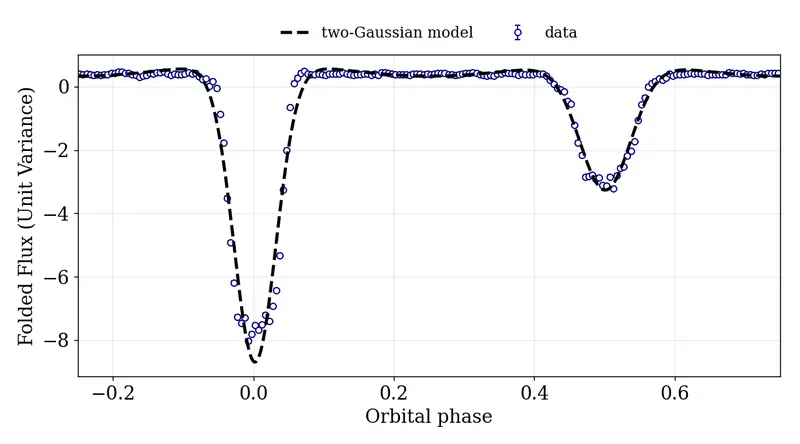 two-Gaussian model data
0
−2
−4
−6
−8
Folded Flux (Unit Variance)
−0.2 0.0 0.2 0.4 0.6
Orbital phase